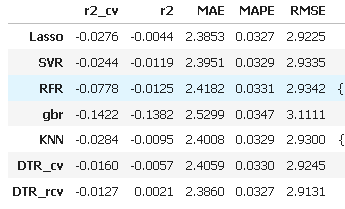 r2_cv r2 MAE MAPE RMSE
Lasso -0.0276 -0.0044 2.3853 0.0327 2.9225
SVR -0.0244 -0.0119 2.3951 0.0329 2.9335
RFR -0.0778 -0.0125 2.4182 0.0331 2.9342 {
gbr -0.1422 -0.1382 2.5299 0.0347 3.1111
KNN -0.0284 -0.0095 2.4008 0.0329 2.9300 {
DTR_cv -0.0160 -0.0057 2.4059 0.0330 2.9245
DTR_rcv -0.0127 0.0021 2.3860 0.0327 2.9131